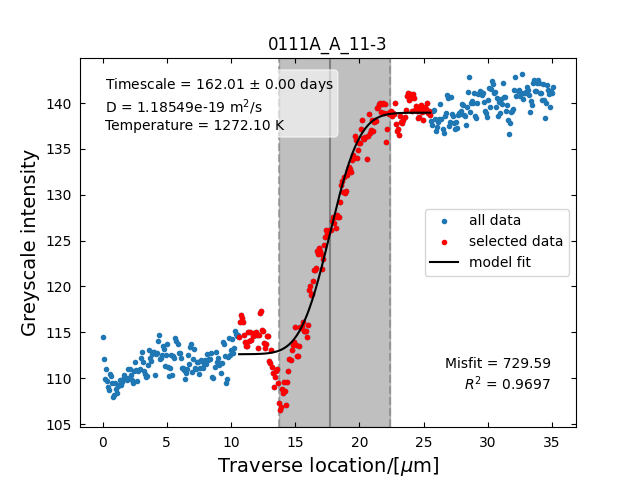 0111A_A_11-3
Timescale = 162.01 ± 0.00 days
D = 1.18549e-19 m²/s
Temperature = 1272.10 K
140
135
130
125
120
115
110
105
Greyscale intensity
all data
selected data
model fit
Misfit = 729.59
R² = 0.9697
0 5 10 15 20 25 30 35
Traverse location/[μm]